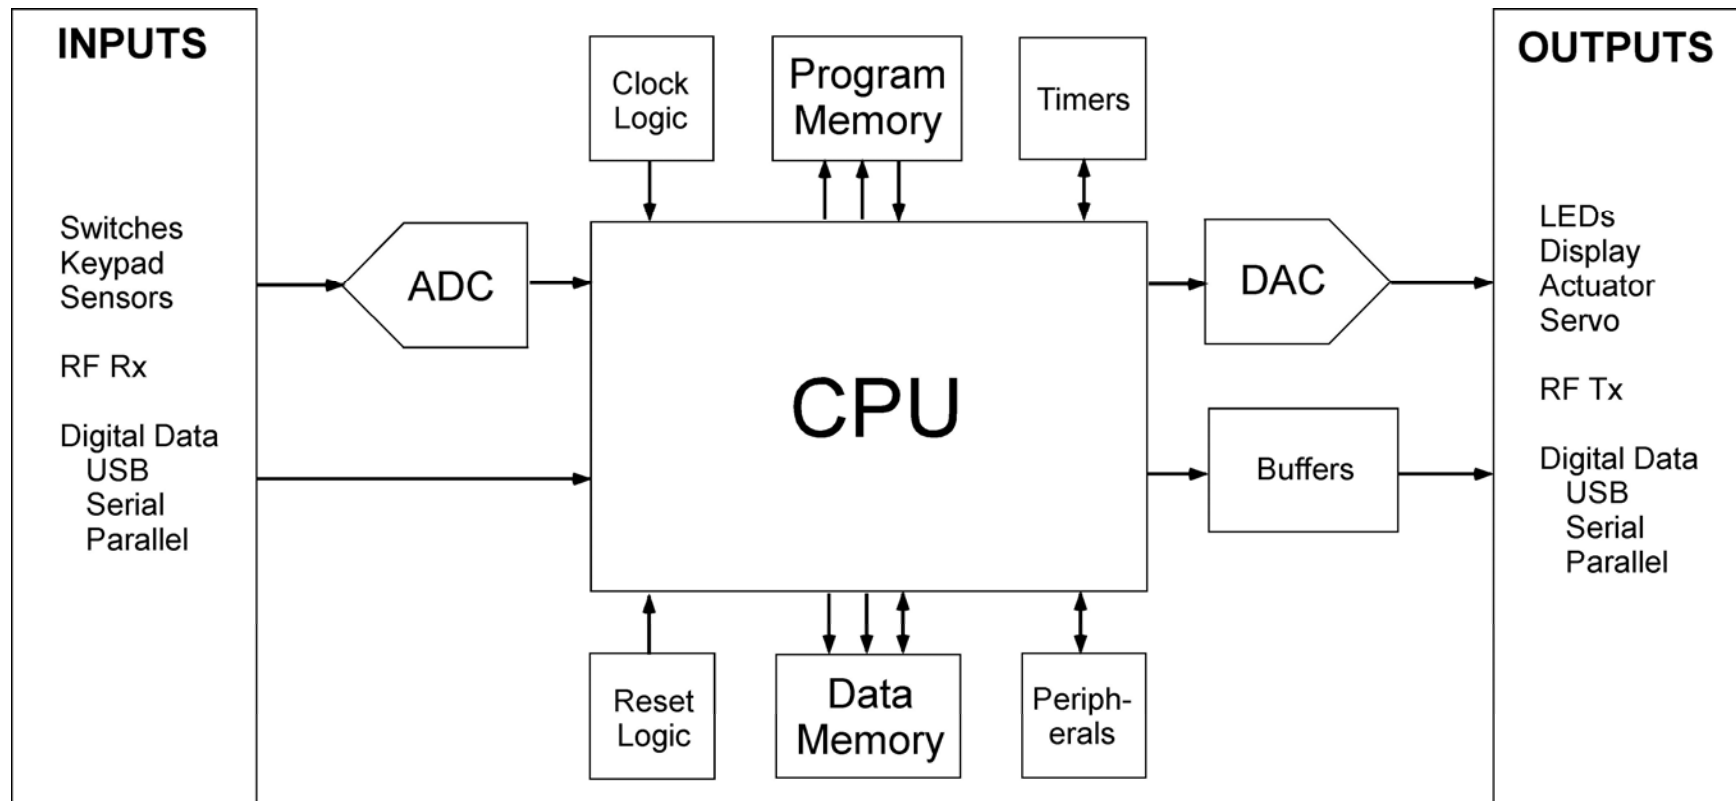 INPUTS
Switches
Keypad
Sensors
RF Rx
Digital Data
USB
Serial
Parallel
ADC
Clock
Logic
Program
Memory
Timers
CPU
Reset
Logic
Data
Memory
Periph-
erals
DAC
Buffers
OUTPUTS
LEDs
Display
Actuator
Servo
RF Tx
Digital Data
USB
Serial
Parallel